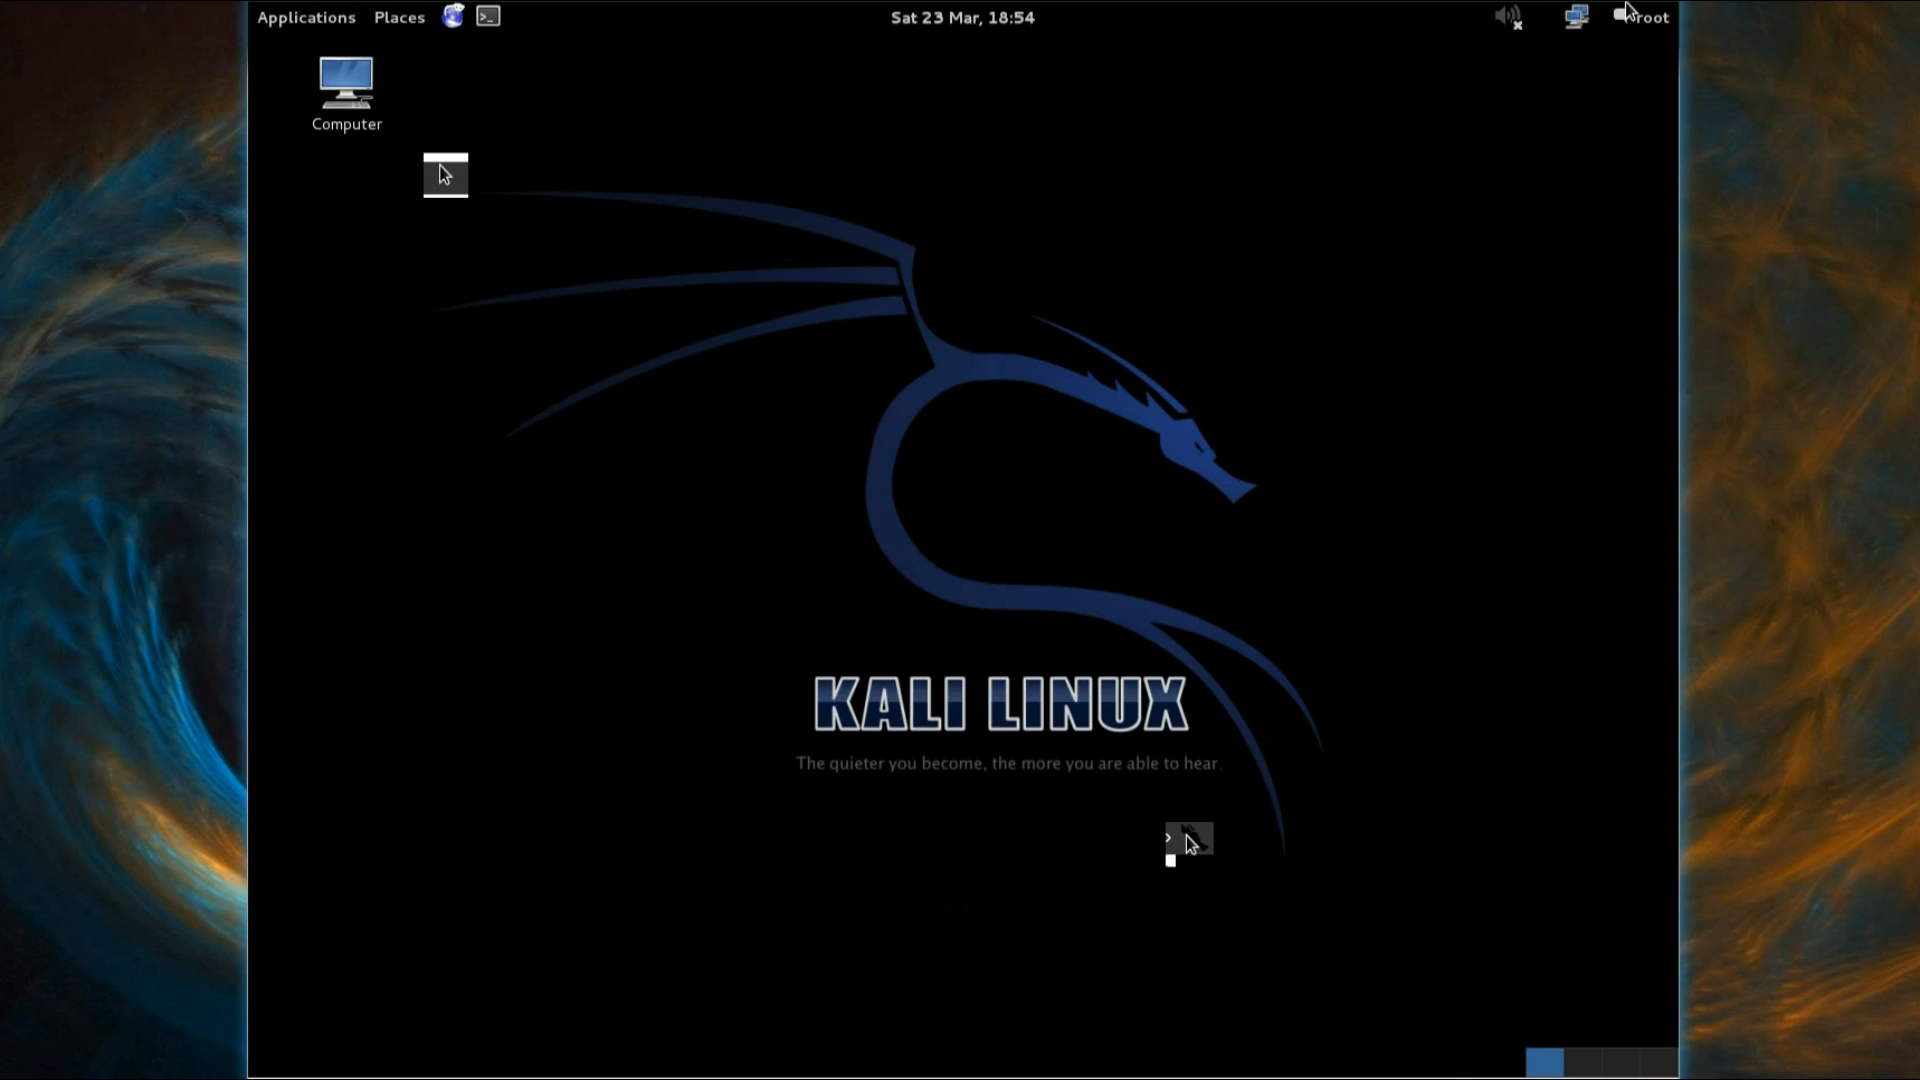 Applications Places
Sat 23 Mar, 18:54
root
Computer
KALI LINUX
The quieter you become, the more you are able to hear.